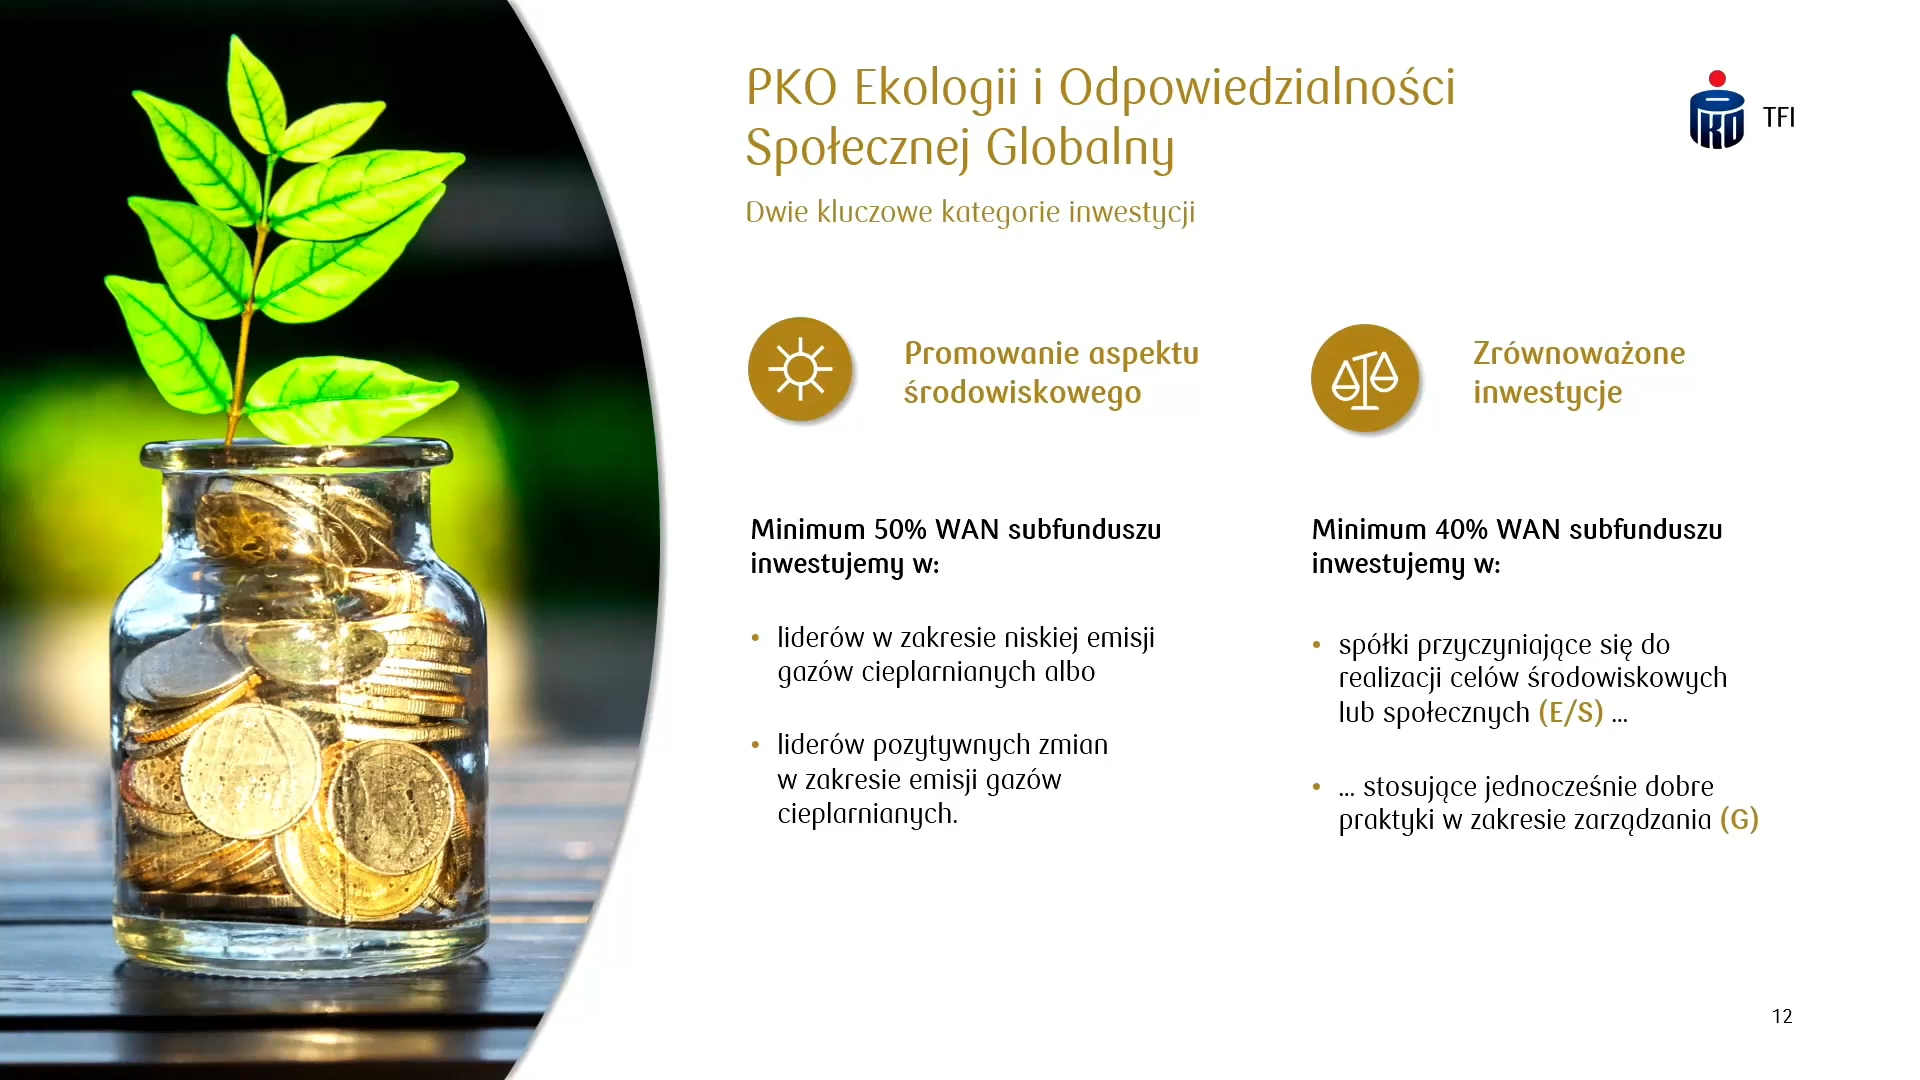 PKO Ekologii i Odpowiedzialności
Społecznej Globalny
Dwie kluczowe kategorie inwestycji
PKO TFI
Promowanie aspektu
środowiskowego
Minimum 50% WAN subfunduszu
inwestujemy w:
• liderów w zakresie niskiej emisji
gazów cieplarnianych albo
• liderów pozytywnych zmian
w zakresie emisji gazów
cieplarnianych.
Zrównoważone
inwestycje
Minimum 40% WAN subfunduszu
inwestujemy w:
• spółki przyczyniające się do
realizacji celów środowiskowych
lub społecznych (E/S) ...
• ... stosujące jednocześnie dobre
praktyki w zakresie zarządzania (G)
12